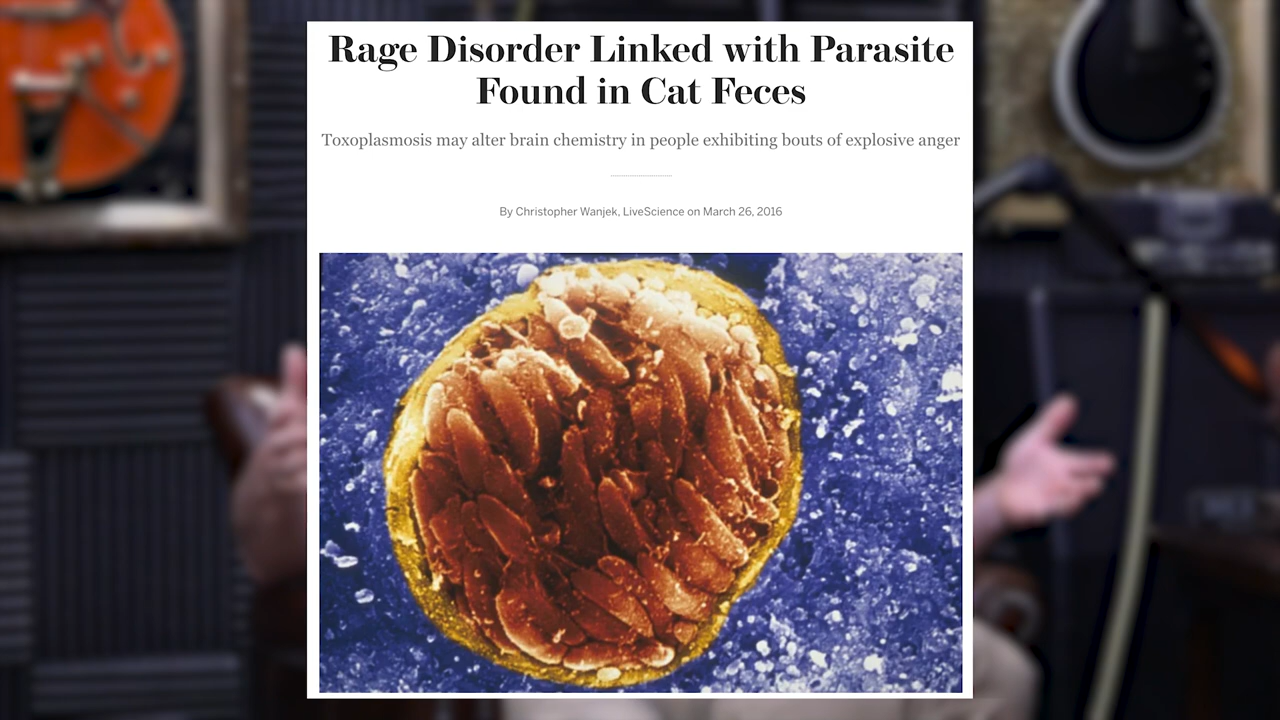 Rage Disorder Linked with Parasite
Found in Cat Feces
Toxoplasmosis may alter brain chemistry in people exhibiting bouts of explosive anger
By Christopher Wanjek, LiveScience on March 26, 2016